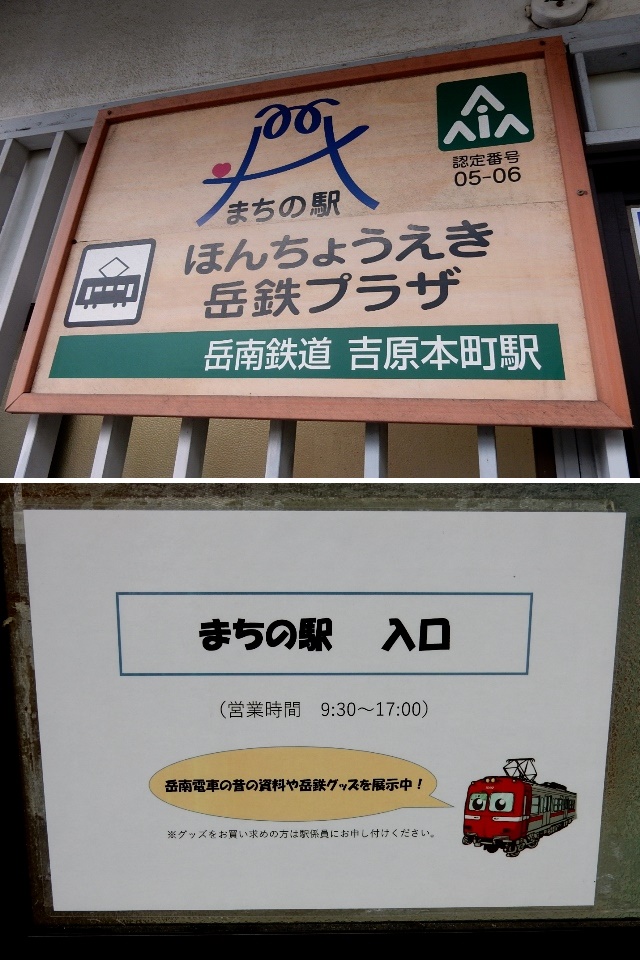 認定番号
05-06
まちの駅
ほんちょうえき
岳鉄プラザ
岳南鉄道 吉原本町駅
まちの駅 入口
（営業時間 9:30～17:00）
岳南電車の昔の資料や岳鉄グッズを展示中！
※グッズをお買い求めの方は駅係員にお申し付けください。